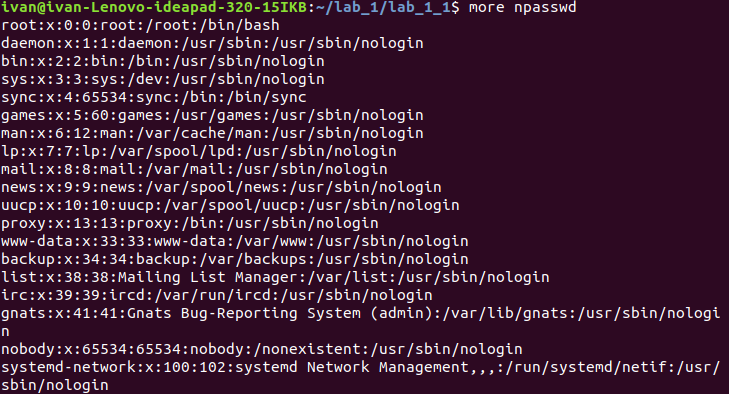 ivan@ivan-Lenovo-ideapad-320-15IKB:~/lab_1/lab_1_1$ more npasswd
root:x:0:0:root:/root:/bin/bash
daemon:x:1:1:daemon:/usr/sbin:/usr/sbin/nologin
bin:x:2:2:bin:/bin:/usr/sbin/nologin
sys:x:3:3:sys:/dev:/usr/sbin/nologin
sync:x:4:65534:sync:/bin:/bin/sync
games:x:5:60:games:/usr/games:/usr/sbin/nologin
man:x:6:12:man:/var/cache/man:/usr/sbin/nologin
lp:x:7:7:lp:/var/spool/lpd:/usr/sbin/nologin
mail:x:8:8:mail:/var/mail:/usr/sbin/nologin
news:x:9:9:news:/var/spool/news:/usr/sbin/nologin
uucp:x:10:10:uucp:/var/spool/uucp:/usr/sbin/nologin
proxy:x:13:13:proxy:/bin:/usr/sbin/nologin
www-data:x:33:33:www-data:/var/www:/usr/sbin/nologin
backup:x:34:34:backup:/var/backups:/usr/sbin/nologin
list:x:38:38:Mailing List Manager:/var/list:/usr/sbin/nologin
irc:x:39:39:ircd:/var/run/ircd:/usr/sbin/nologin
gnats:x:41:41:Gnats Bug-Reporting System (admin):/var/lib/gnats:/usr/sbin/nologi
n
nobody:x:65534:65534:nobody:/nonexistent:/usr/sbin/nologin
systemd-network:x:100:102:systemd Network Management,,,:/run/systemd/netif:/usr/
sbin/nologin